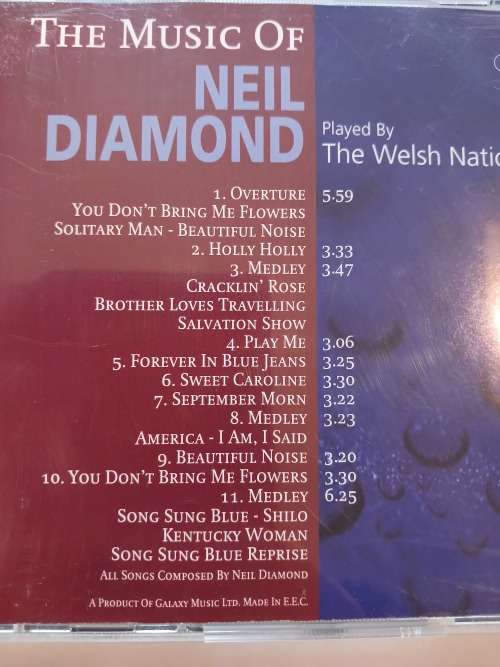 THE MUSIC OF
NEIL
DIAMOND
Played By
The Welsh
1. OVERTURE 5.59
YOU DON'T BRING ME FLOWERS
SOLITARY MAN - BEAUTIFUL NOISE
2. HOLLY HOLLY 3.33
3. MEDLEY 3.47
CRACKLIN' ROSE
BROTHER LOVES TRAVELLING
SALVATION SHOW
4. PLAY ME 3.06
5. FOREVER IN BLUE JEANS 3.25
6. SWEET CAROLINE 3.30
7. SEPTEMBER MORN 3.22
8. MEDLEY 3.23
AMERICA - I AM, I SAID
9. BEAUTIFUL NOISE 3.20
10. YOU DON'T BRING ME FLOWERS 3.30
11. MEDLEY 6.25
SONG SUNG BLUE - SHILO
KENTUCKY WOMAN
SONG SUNG BLUE REPRISE
ALL SONGS COMPOSED BY NEIL DIAMOND
A PRODUCT OF GALAXY MUSIC LTD. MADE IN E.E.C.